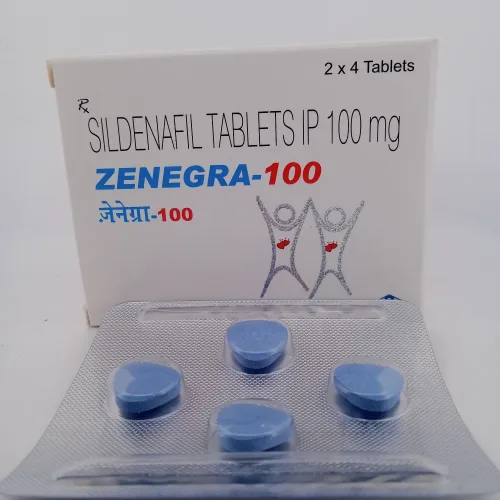 2 x 4 Tablets
Rx
SILDENAFIL TABLETS IP 100 mg
ZENEGRA-100
ज़ेनेग्रा-100